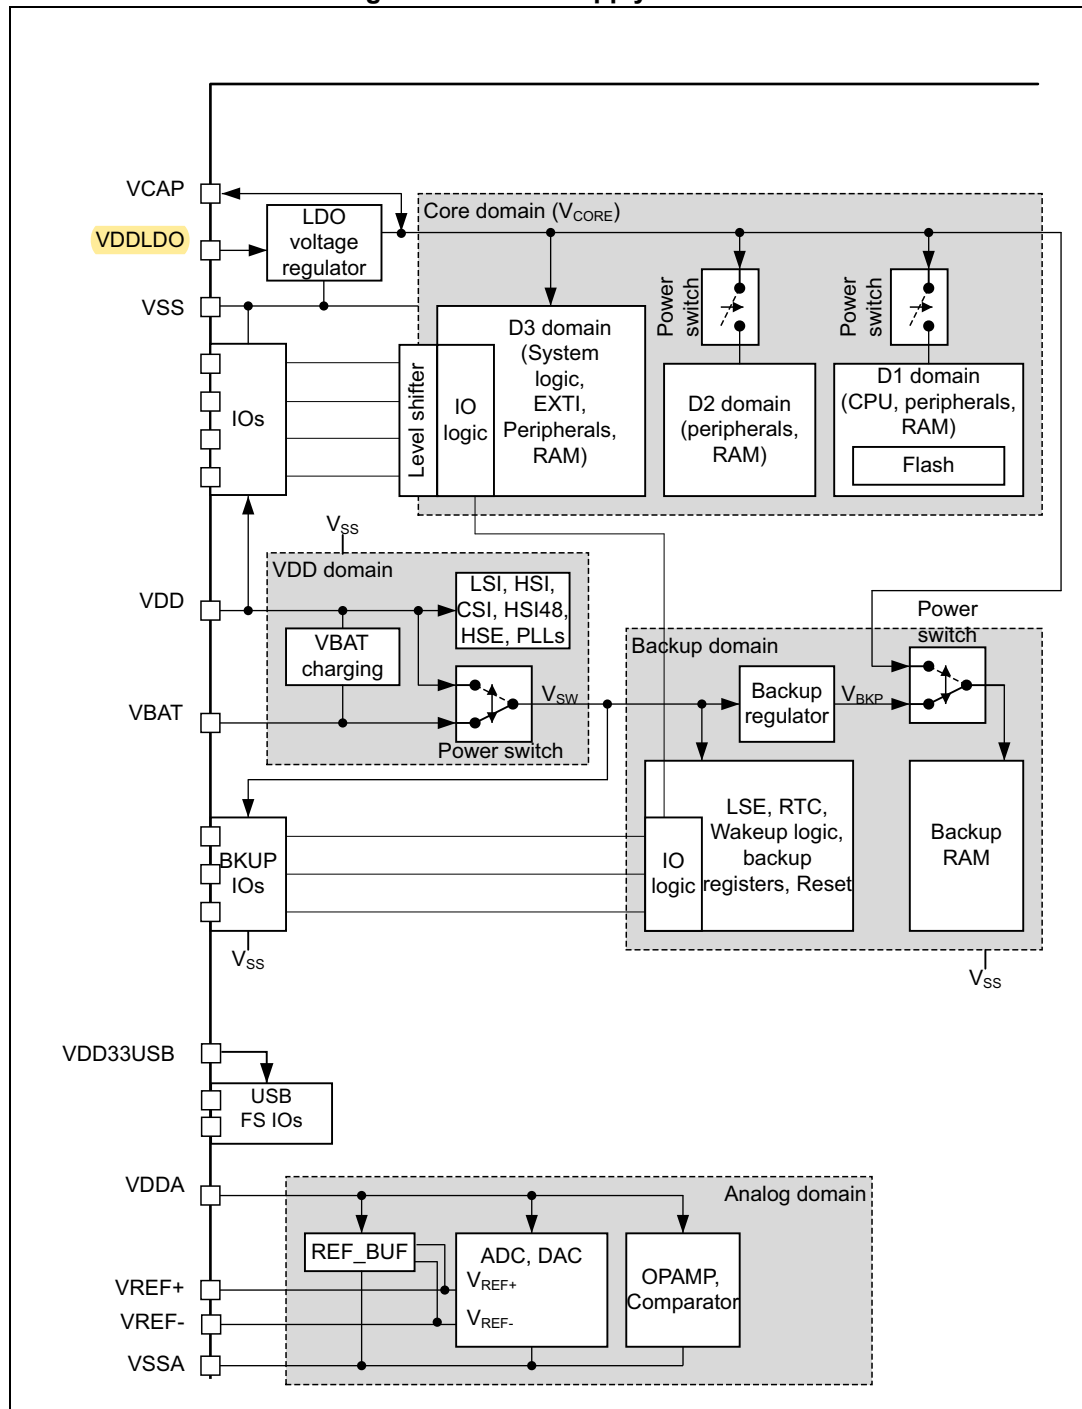 VCAP
VDDLDO
LDO
voltage
regulator
VSS
Core domain (VCORE)
Power
switch
Power
switch
D3 domain
(System
logic,
EXTI,
Peripherals,
RAM)
IOs
Level shifter
IO
logic
D2 domain
(peripherals,
RAM)
D1 domain
(CPU, peripherals,
RAM)
Flash
VSS
VDD domain
VDD
LSI, HSI,
CSI, HSI48,
HSE, PLLs
VBAT
charging
VBAT
VSW
Power switch
Backup domain
Power
switch
Backup
regulator
VBKP
BKUP
IOs
VSS
IO
logic
LSE, RTC,
Wakeup logic,
backup
registers, Reset
Backup
RAM
VSS
VDD33USB
USB
FS IOs
VDDA
Analog domain
REF_BUF
ADC, DAC
VREF+
VREF-
OPAMP,
Comparator
VREF+
VREF-
VSSA